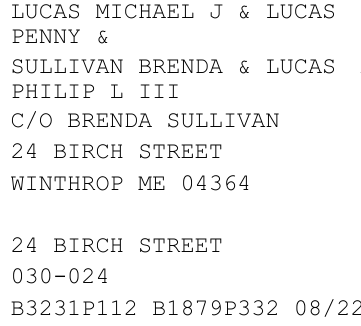 LUCAS MICHAEL J & LUCAS
PENNY &
SULLIVAN BRENDA & LUCAS
PHILIP L III
C/O BRENDA SULLIVAN
24 BIRCH STREET
WINTHROP ME 04364
24 BIRCH STREET
030-024
B3231P112 B1879P332 08/22